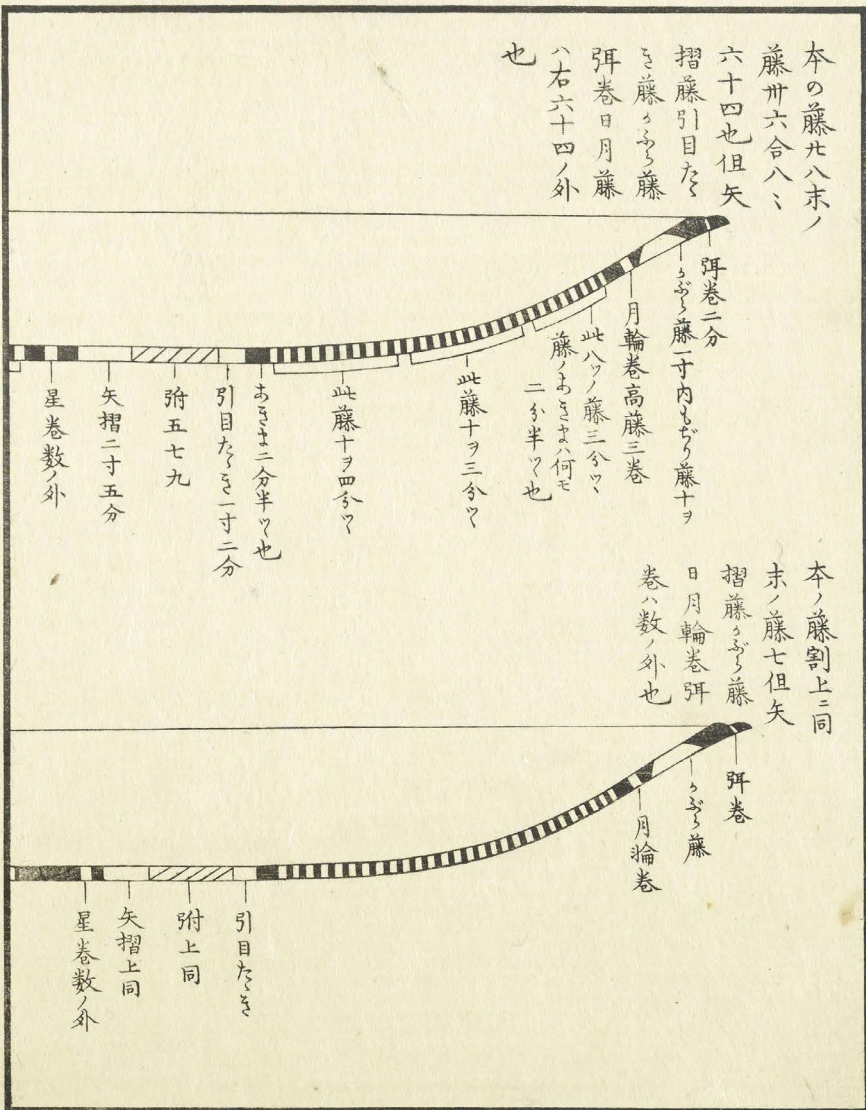 本の藤廿八末ノ
藤卅六合ハヽ
六十四也但矢
摺藤引目たゝ
き藤かぶら藤
弭巻日月藤
ハ右六十四ノ外
也
弭巻二分
かぶら藤一寸内もぢり藤十ヲ
月輪巻高藤三巻
此八ツノ藤三分ツヽ
藤ノあきまハ何モ
二分半ツヽ也
此藤十ヲ三分ツヽ
此藤十ヲ四分ツヽ
あきま二分半ツヽ也
引目たゝき一寸二分
弣五七九
矢摺二寸五分
星巻数ノ外
本ノ藤割上ニ同
末ノ藤七但矢
摺藤かぶら藤
日月輪巻弭
巻ハ数ノ外也
弭巻
かぶら藤
月輪巻
引目たゝき
弣上同
矢摺上同
星巻数ノ外